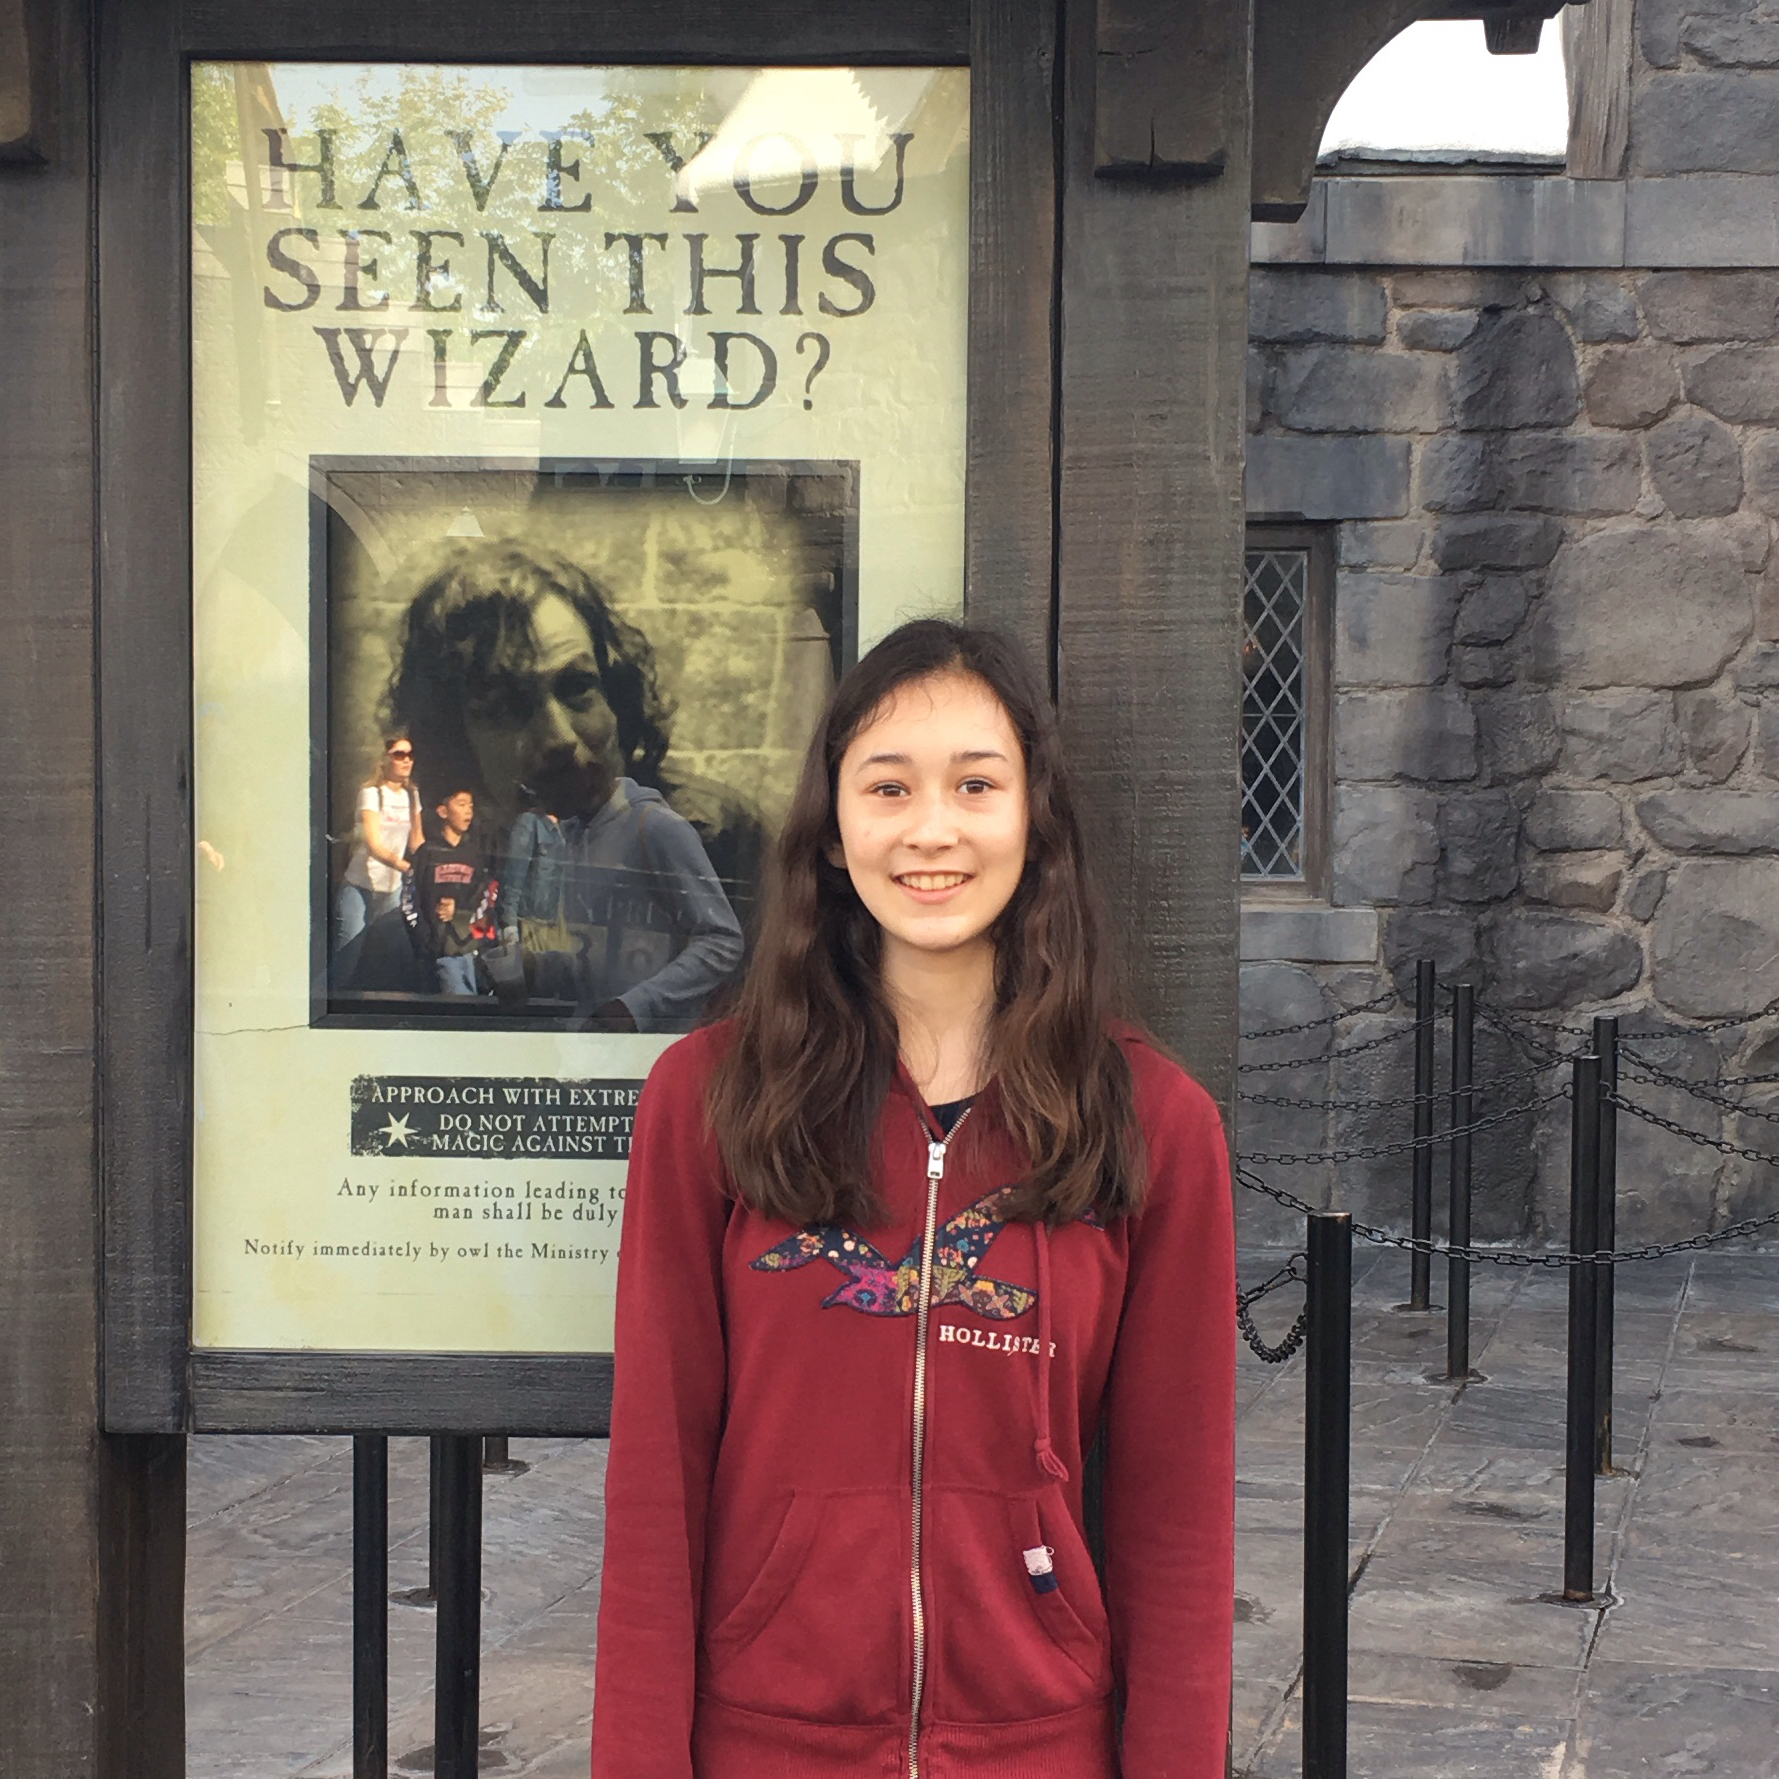 HAVE YOU
SEEN THIS
WIZARD?
APPROACH WITH EXTRE
DO NOT ATTEMPT
MAGIC AGAINST
Any information leading to
man shall be duly
Notify immediately by owl the Ministry
HOLLISTER